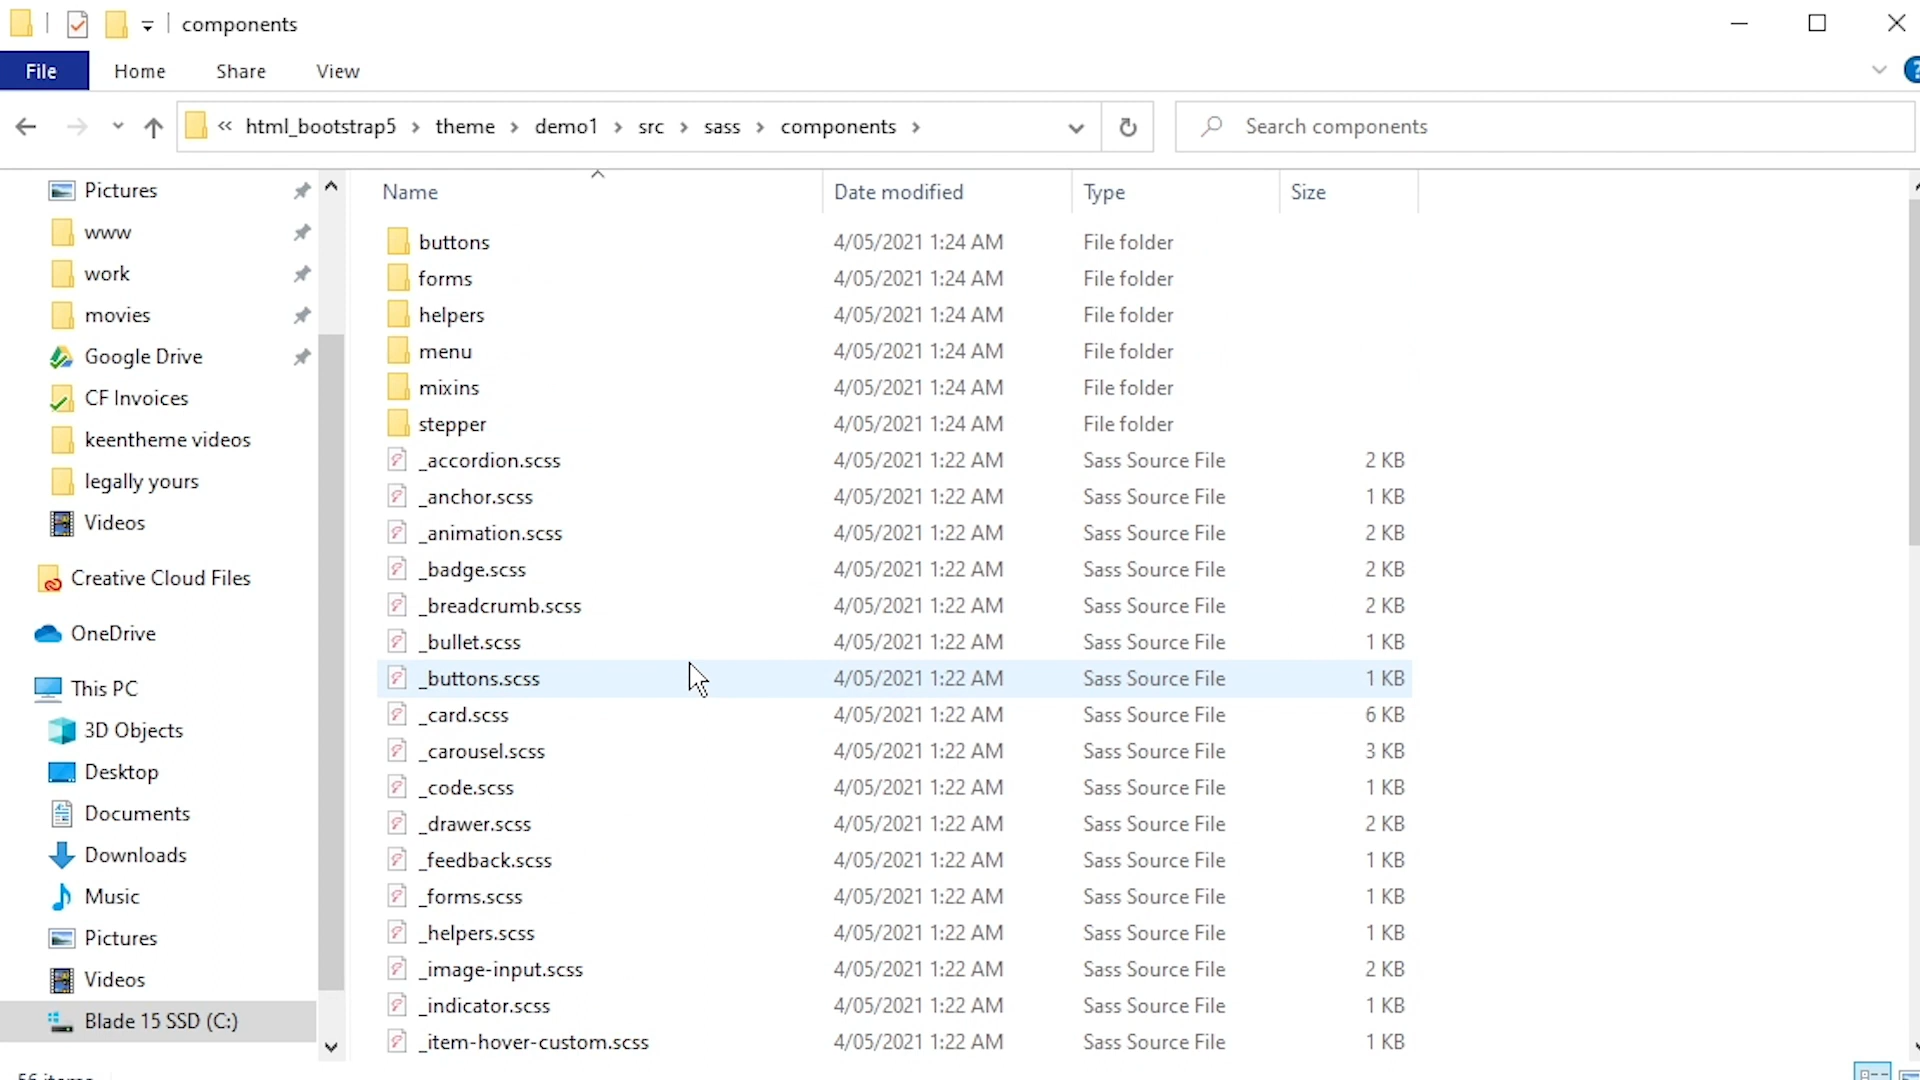 components
File Home Share View
« html_bootstrap5 > theme > demo1 > src > sass > components >
Search components
Pictures
www
work
movies
Google Drive
CF Invoices
keentheme videos
legally yours
Videos
Creative Cloud Files
OneDrive
This PC
3D Objects
Desktop
Documents
Downloads
Music
Pictures
Videos
Blade 15 SSD (C:)
Name Date modified Type Size
buttons 4/05/2021 1:24 AM File folder
forms 4/05/2021 1:24 AM File folder
helpers 4/05/2021 1:24 AM File folder
menu 4/05/2021 1:24 AM File folder
mixins 4/05/2021 1:24 AM File folder
stepper 4/05/2021 1:24 AM File folder
_accordion.scss 4/05/2021 1:22 AM Sass Source File 2 KB
_anchor.scss 4/05/2021 1:22 AM Sass Source File 1 KB
_animation.scss 4/05/2021 1:22 AM Sass Source File 2 KB
_badge.scss 4/05/2021 1:22 AM Sass Source File 2 KB
_breadcrumb.scss 4/05/2021 1:22 AM Sass Source File 2 KB
_bullet.scss 4/05/2021 1:22 AM Sass Source File 1 KB
_buttons.scss 4/05/2021 1:22 AM Sass Source File 1 KB
_card.scss 4/05/2021 1:22 AM Sass Source File 6 KB
_carousel.scss 4/05/2021 1:22 AM Sass Source File 3 KB
_code.scss 4/05/2021 1:22 AM Sass Source File 1 KB
_drawer.scss 4/05/2021 1:22 AM Sass Source File 2 KB
_feedback.scss 4/05/2021 1:22 AM Sass Source File 1 KB
_forms.scss 4/05/2021 1:22 AM Sass Source File 1 KB
_helpers.scss 4/05/2021 1:22 AM Sass Source File 1 KB
_image-input.scss 4/05/2021 1:22 AM Sass Source File 2 KB
_indicator.scss 4/05/2021 1:22 AM Sass Source File 1 KB
_item-hover-custom.scss 4/05/2021 1:22 AM Sass Source File 1 KB